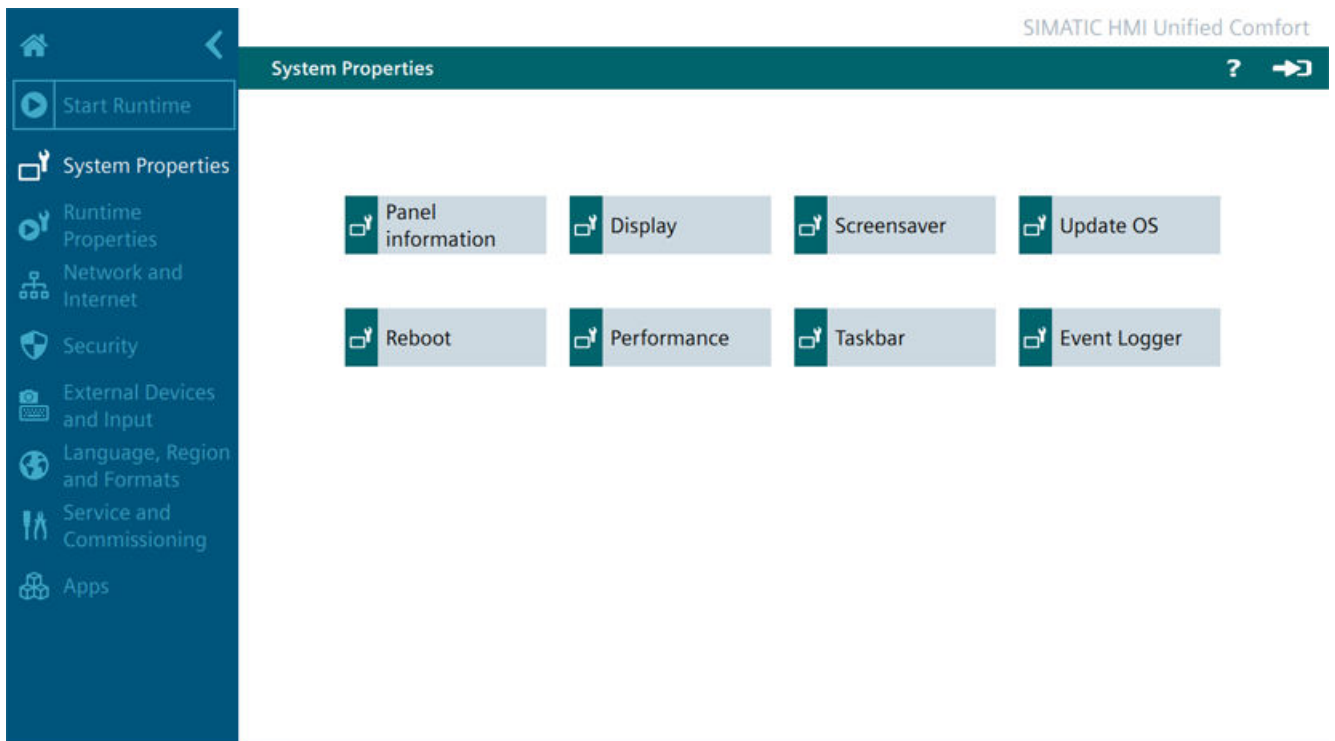 SIMATIC HMI Unified Comfort
System Properties
?
Start Runtime
System Properties
Runtime
Properties
Network and
Internet
Security
External Devices
and Input
Language, Region
and Formats
Service and
Commissioning
Apps
Panel
information
Display
Screensaver
Update OS
Reboot
Performance
Taskbar
Event Logger